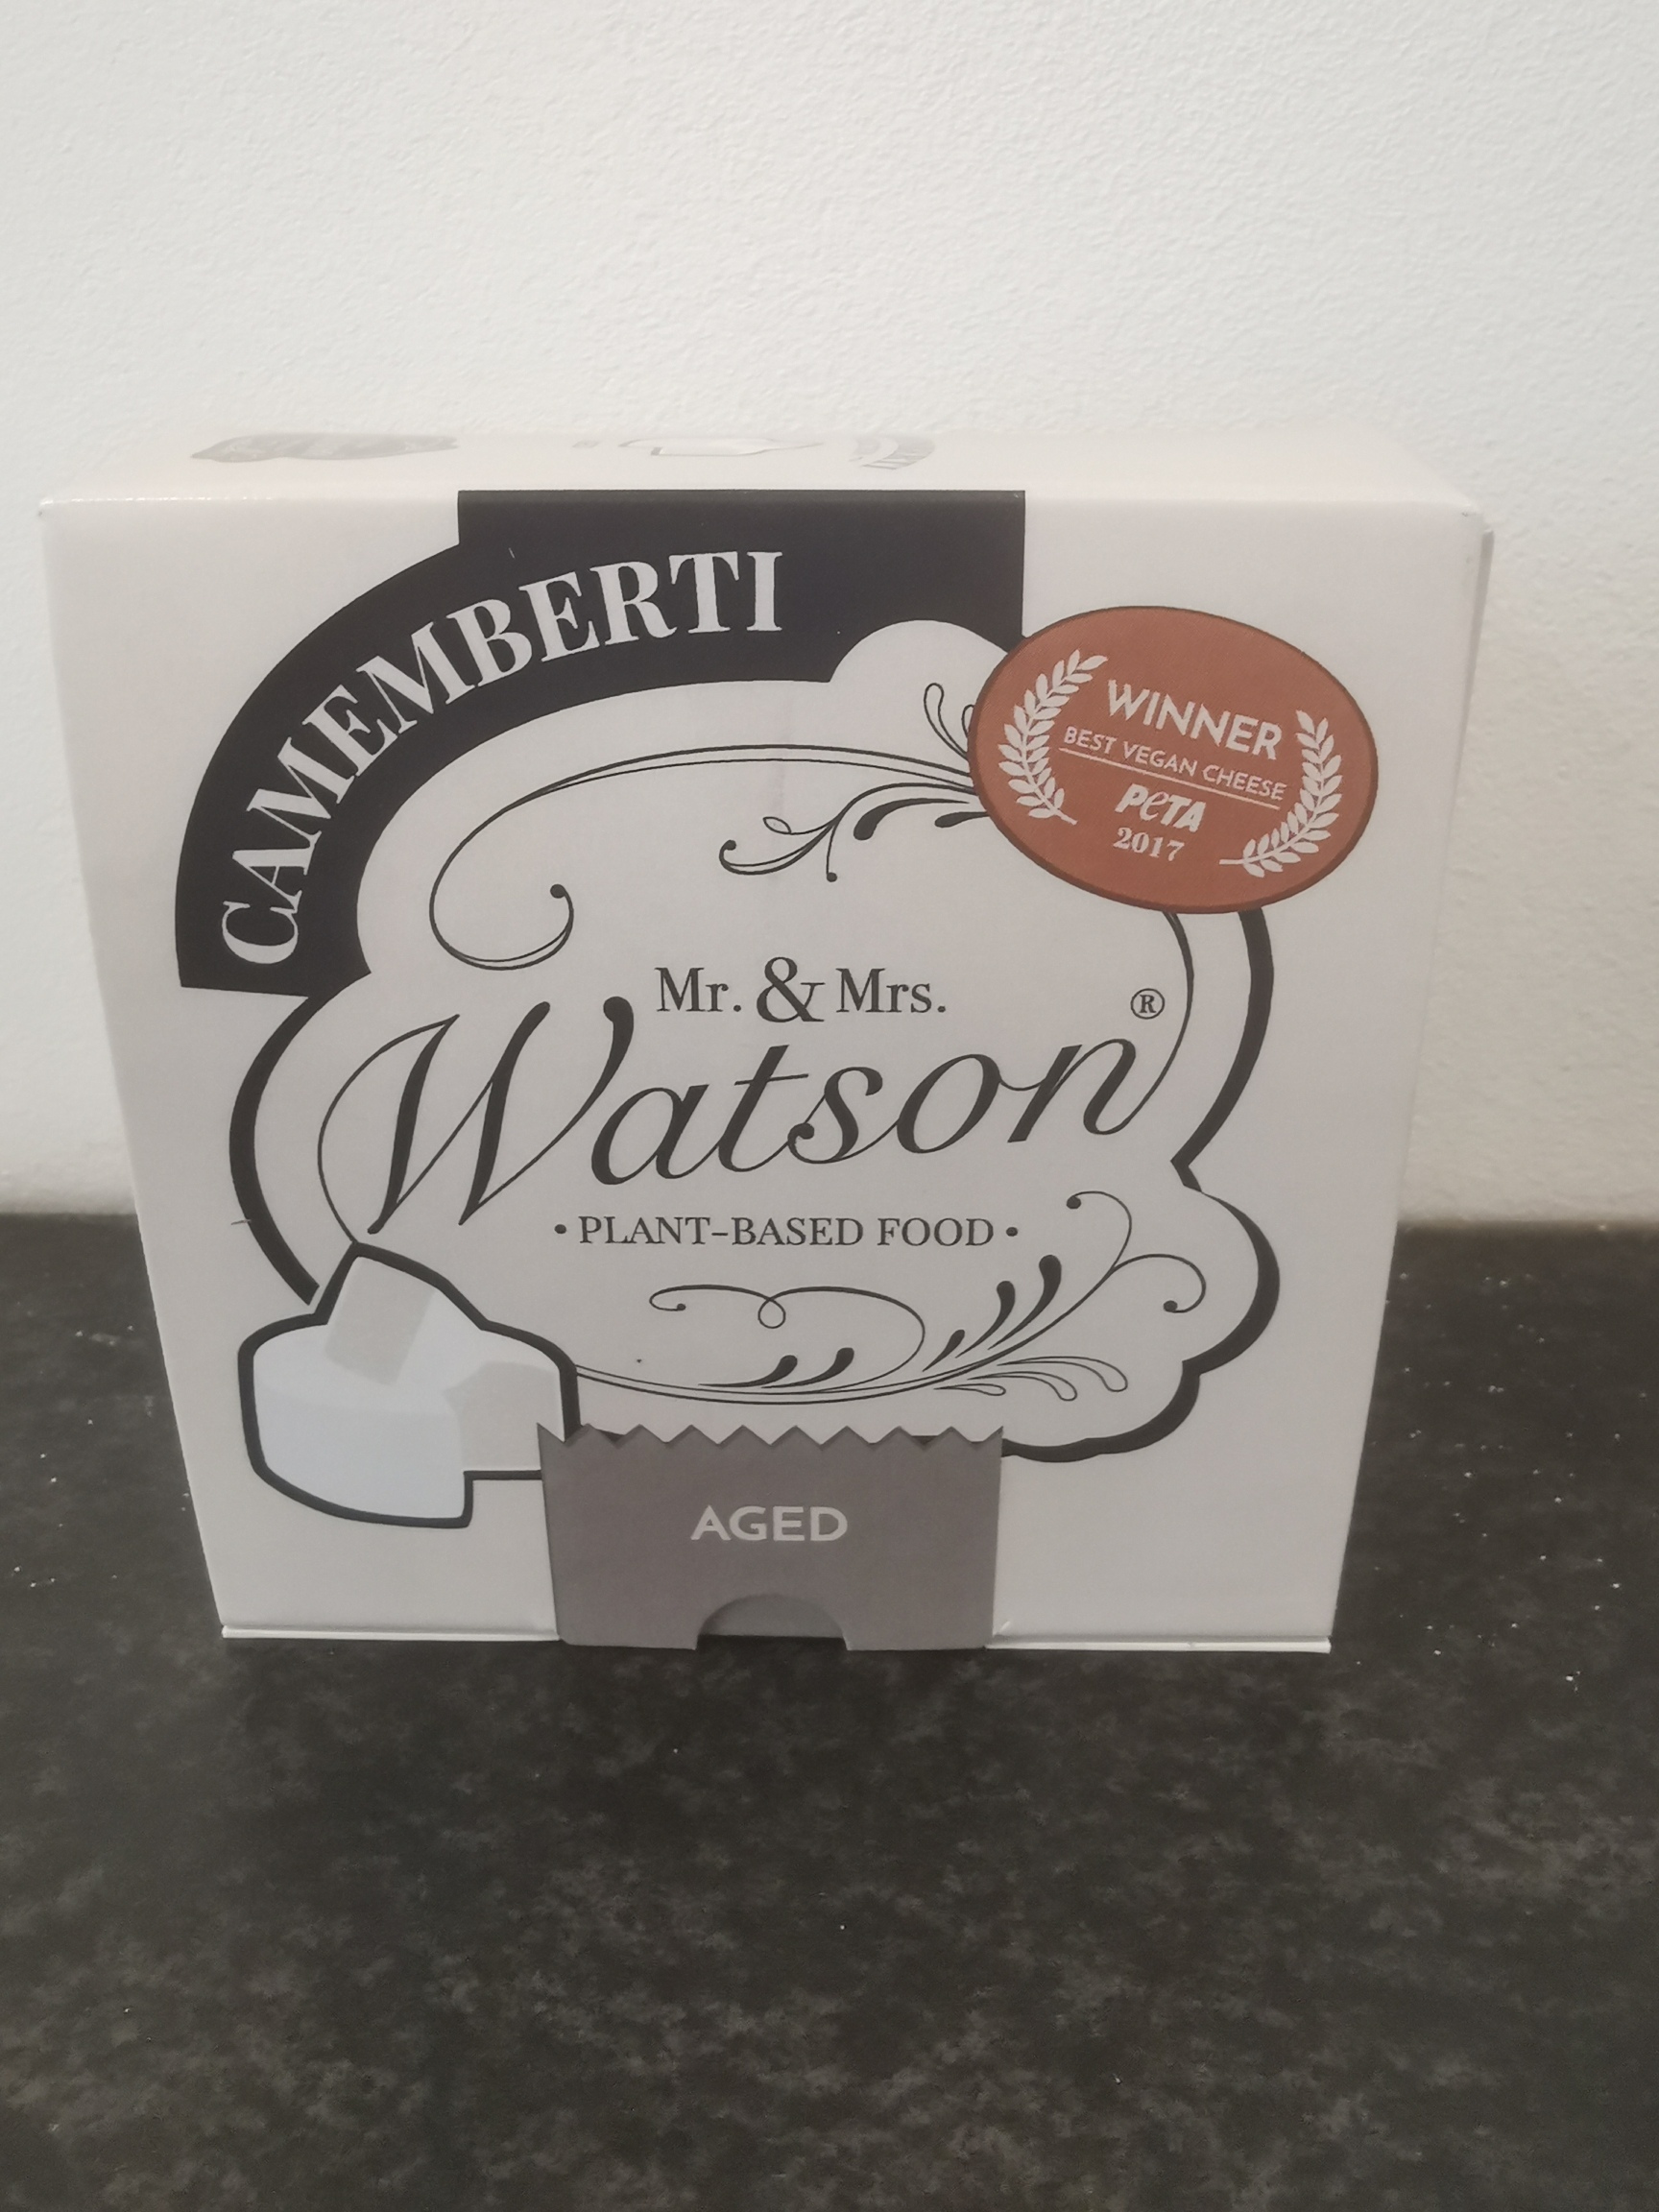 CAMEMBERTI
WINNER
BEST VEGAN CHEESE
PeTA
2017
Mr. & Mrs.
Watson®
• PLANT-BASED FOOD •
AGED